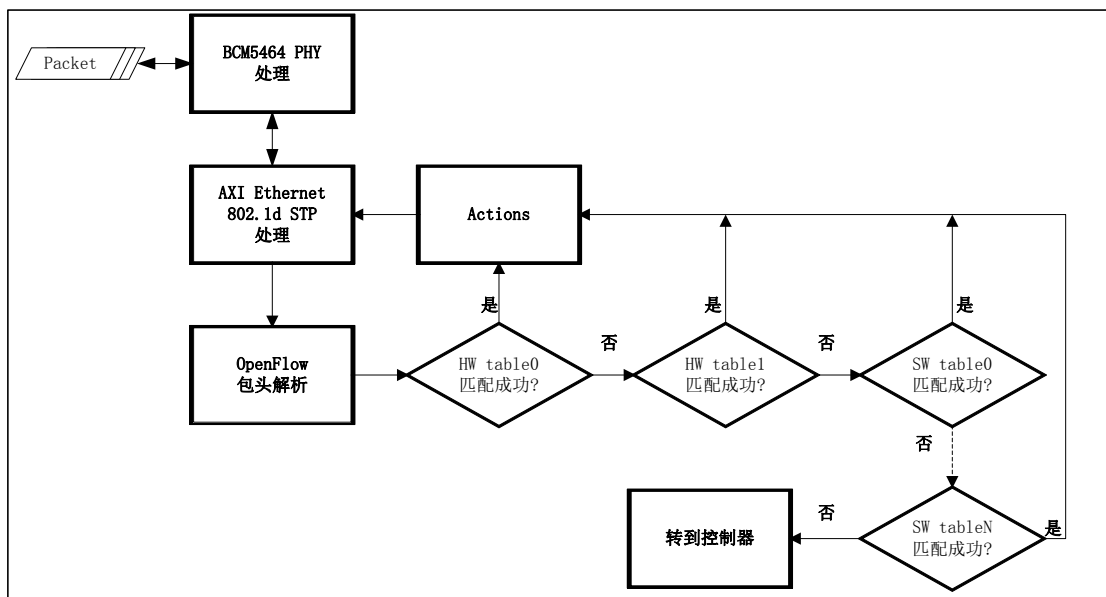 Packet
BCM5464 PHY
处理
AXI Ethernet
802.1d STP
处理
Actions
是
是
是
OpenFlow
包头解析
HW table0
匹配成功?
否
HW table1
匹配成功?
否
SW table0
匹配成功?
否
转到控制器
否
SW tableN
匹配成功?
是